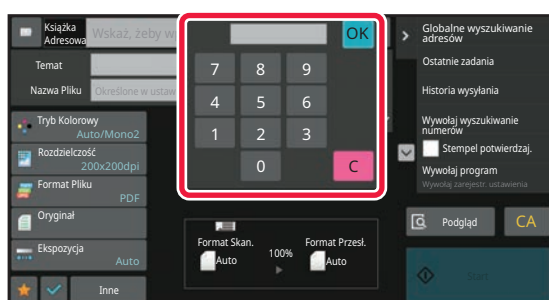 Książka
Adresowa
Wskaż, żeby w
OK
Globalne wyszukiwanie
adresów
Temat
Ostatnie zadania
Nazwa Pliku
Określone w ustaw
Historia wysyłania
7 8 9
4 5 6
1 2 3
0 C
Tryb Kolorowy
Auto/Mono2
Wywołaj wyszukiwanie
numerów
Stempel potwierdzaj.
Rozdzielczość
200x200dpi
Wywołaj program
Wywołaj zarejestr. ustawienia
Format Pliku
PDF
Oryginał
Podgląd
CA
Format Skan.
Auto
100%
Format Przesł.
Auto
Ekspozycja
Auto
Start
Inne